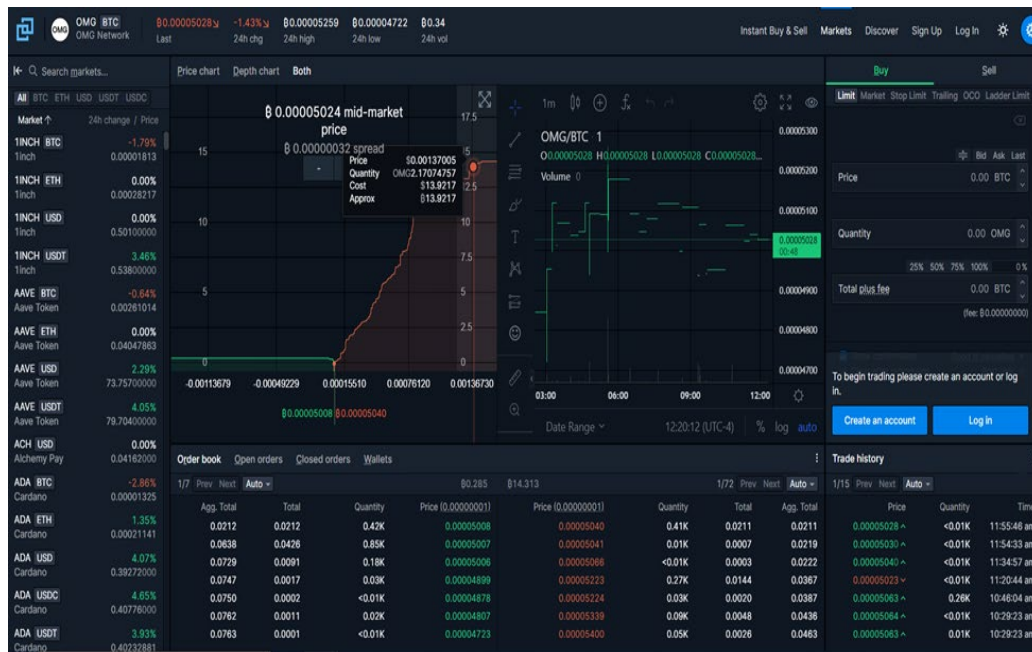 OMG BTC
OMG Network
฿0.00005028
Last
-1.43%
24h chg
฿0.00005259
24h high
฿0.00004722
24h low
฿0.34
24h vol
Instant Buy & Sell Markets Discover Sign Up Log In
Search markets...
All BTC ETH USD USDT USDC
Market 24h change / Price
1INCH BTC -1.79%
1inch 0.00001813
1INCH ETH 0.00%
1inch 0.00028217
1INCH USD 0.00%
1inch 0.50100000
1INCH USDT 3.46%
1inch 0.53800000
AAVE BTC -0.64%
Aave Token 0.00261014
AAVE ETH 0.00%
Aave Token 0.04047863
AAVE USD 2.29%
Aave Token 73.75700000
AAVE USDT 4.05%
Aave Token 79.70400000
ACH USD 0.00%
Alchemy Pay 0.04162000
ADA BTC -2.86%
Cardano 0.00001325
ADA ETH 1.35%
Cardano 0.00021141
ADA USD 4.07%
Cardano 0.39272000
ADA USDC 4.65%
Cardano 0.40776000
ADA USDT 3.93%
Cardano 0.40232881
Price chart Depth chart Both
฿ 0.00005024 mid-market
price
฿ 0.00000032 spread
Price $0.00137005
Quantity OMG2.17074757
Cost $13.9217
Approx ฿13.9217
17.5
15 12.5
10 10
7.5
5 5
2.5
0 0
-0.00113679 -0.00049229 0.00015510 0.00076120 0.00136730
฿0.00005008 ฿0.00005040
1m
OMG/BTC · 1
O0.00005028 H0.00005028 L0.00005028 C0.00005028...
Volume 0
0.00005300
0.00005200
0.00005100
0.00005028
00:48
0.00004900
0.00004800
0.00004700
03:00 06:00 09:00 12:00
Date Range 12:20:12 (UTC-4) % log auto
Buy Sell
Limit Market Stop Limit Trailing OCO Ladder Limit
Bid Ask Last
Price 0.00 BTC
Quantity 0.00 OMG
25% 50% 75% 100% 0%
Total plus fee 0.00 BTC
(fee: ฿0.00000000)
To begin trading please create an account or log
in.
Create an account Log in
Order book Open orders Closed orders Wallets
1/7 Prev Next Auto ฿0.285 ฿14.313 1/72 Prev Next Auto
Agg. Total Total Quantity Price (0.00000001) Price (0.00000001) Quantity Total Agg. Total
0.0212 0.0212 0.42K 0.00005008 0.00005040 0.41K 0.0211 0.0211
0.0638 0.0426 0.85K 0.00005007 0.00005041 0.01K 0.0007 0.0219
0.0729 0.0091 0.18K 0.00005006 0.00005066 <0.01K 0.0003 0.0222
0.0747 0.0017 0.03K 0.00004899 0.00005223 0.27K 0.0144 0.0367
0.0750 0.0002 <0.01K 0.00004878 0.00005224 0.03K 0.0020 0.0387
0.0762 0.0011 0.02K 0.00004807 0.00005339 0.09K 0.0048 0.0436
0.0763 0.0001 <0.01K 0.00004723 0.00005400 0.05K 0.0026 0.0463
Trade history
1/15 Prev Next Auto
Price Quantity Time
0.00005028 <0.01K 11:55:46 am
0.00005030 <0.01K 11:54:33 am
0.00005040 <0.01K 11:34:57 am
0.00005023 <0.01K 11:20:44 am
0.00005063 0.26K 10:46:04 am
0.00005064 <0.01K 10:29:23 am
0.00005063 0.01K 10:29:23 am